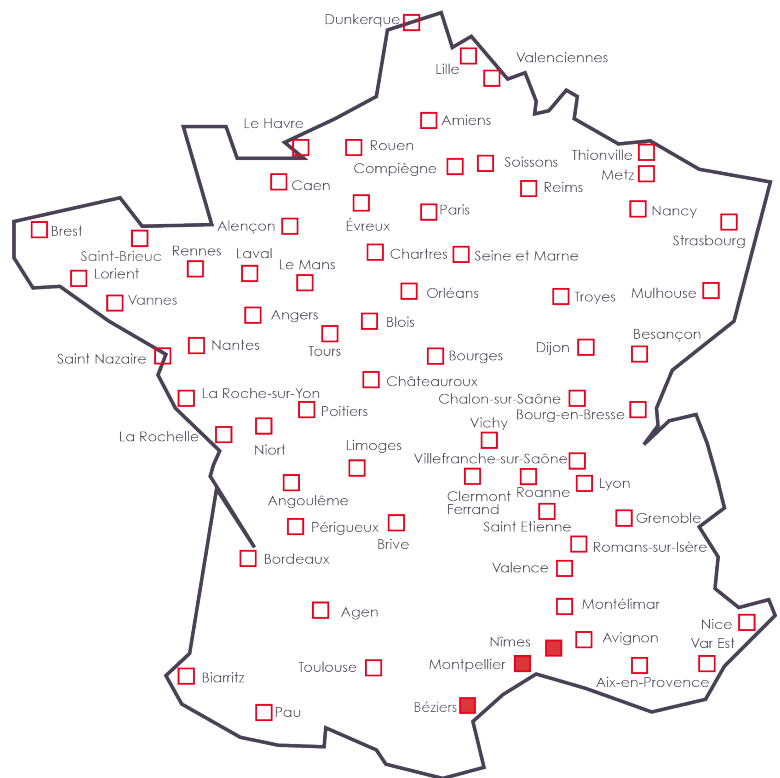 Dunkerque
Lille
Valenciennes
Amiens
Le Havre
Rouen
Compiègne
Soissons
Thionville
Metz
Caen
Reims
Évreux
Paris
Nancy
Alençon
Strasbourg
Brest
Saint-Brieuc
Rennes
Laval
Chartres
Seine et Marne
Lorient
Le Mans
Orléans
Troyes
Mulhouse
Vannes
Angers
Blois
Tours
Besançon
Nantes
Dijon
Saint Nazaire
Bourges
Châteauroux
La Roche-sur-Yon
Chalon-sur-Saône
Poitiers
Bourg-en-Bresse
La Rochelle
Niort
Vichy
Limoges
Villefranche-sur-Saône
Clermont
Ferrand
Roanne
Lyon
Angoulême
Saint Etienne
Grenoble
Périgueux
Brive
Romans-sur-Isère
Bordeaux
Valence
Agen
Montélimar
Nice
Nîmes
Avignon
Var Est
Montpellier
Toulouse
Biarritz
Aix-en-Provence
Béziers
Pau